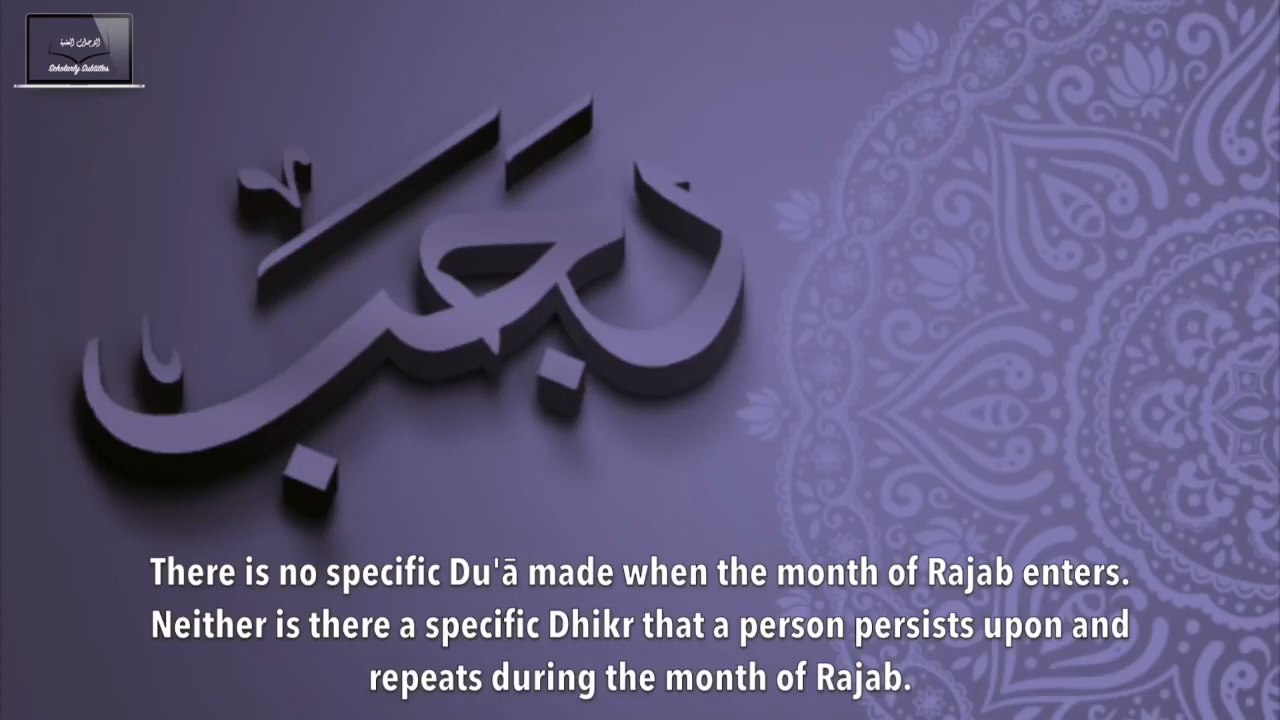 Scholarly Subtitles
رَجَب
There is no specific Du'ā made when the month of Rajab enters.
Neither is there a specific Dhikr that a person persists upon and
repeats during the month of Rajab.